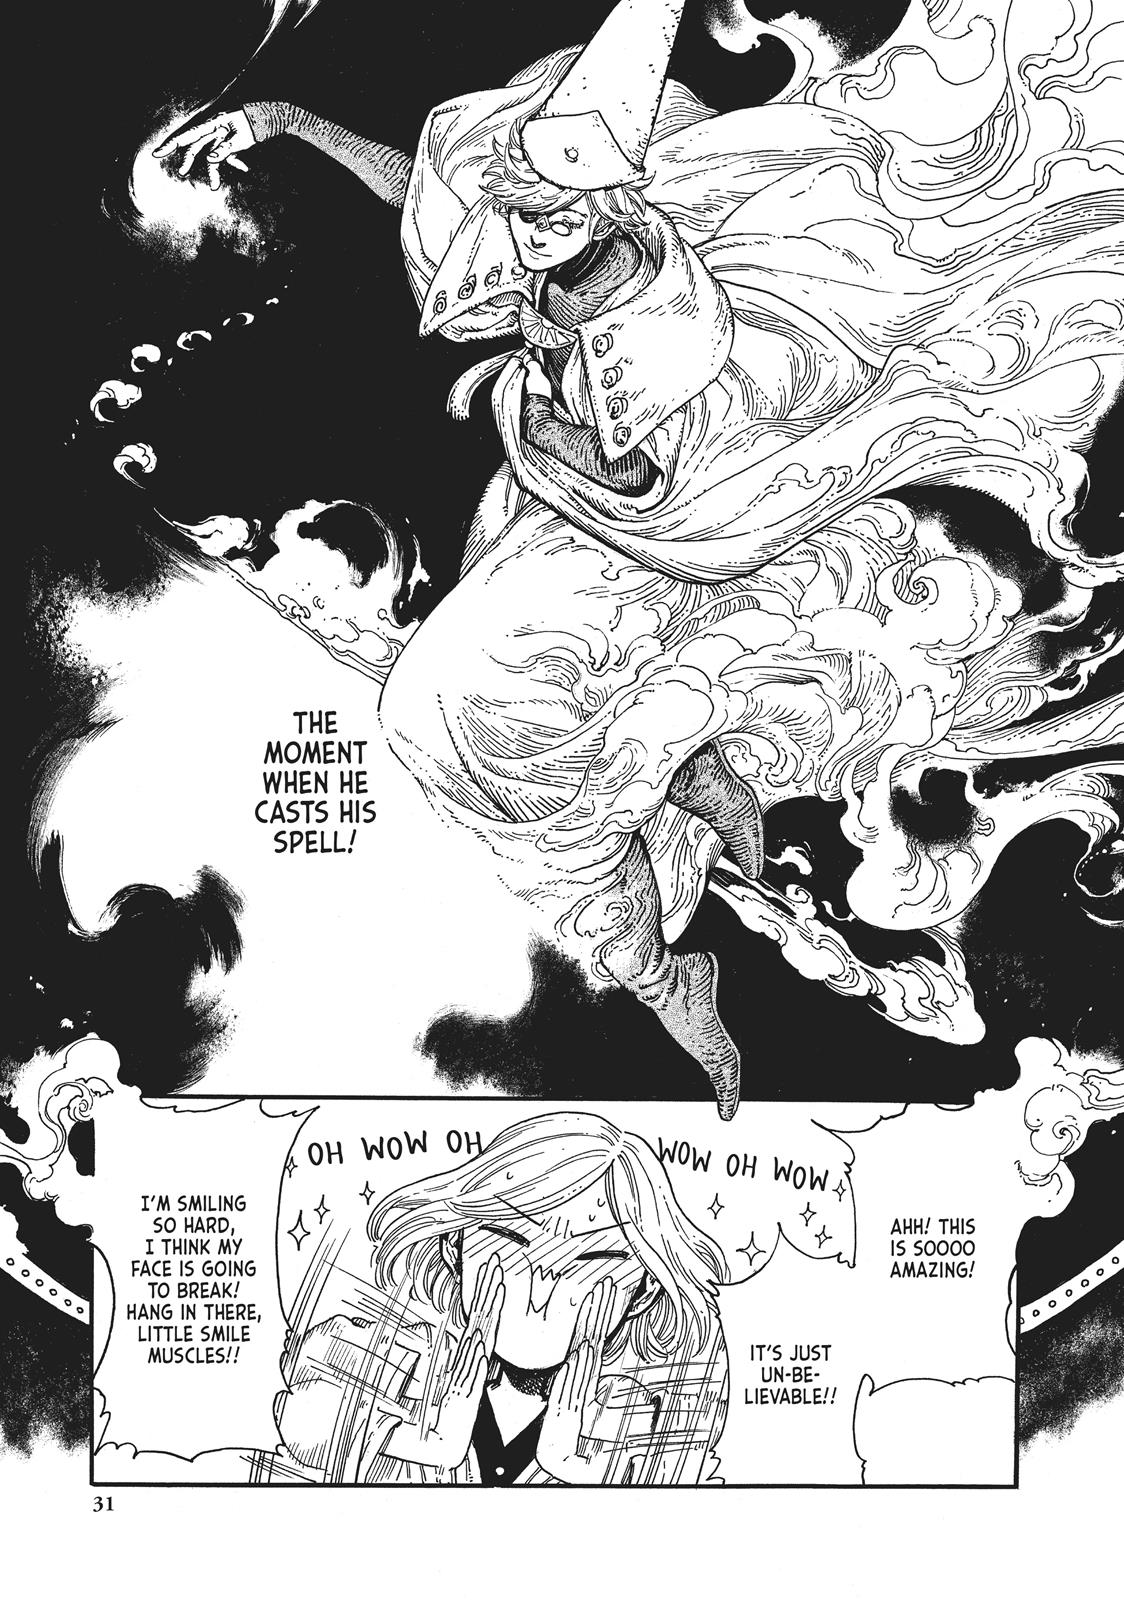 THE
MOMENT
WHEN HE
CASTS HIS
SPELL!
AHH! THIS
IS SOOOO
AMAZING!
IT'S JUST
UN-BE-
LIEVABLE!!
OH WOW OH
WOW OH WOW
I'M SMILING
SO HARD,
I THINK MY
FACE IS GOING
TO BREAK!
HANG IN THERE,
LITTLE SMILE
MUSCLES!!
31